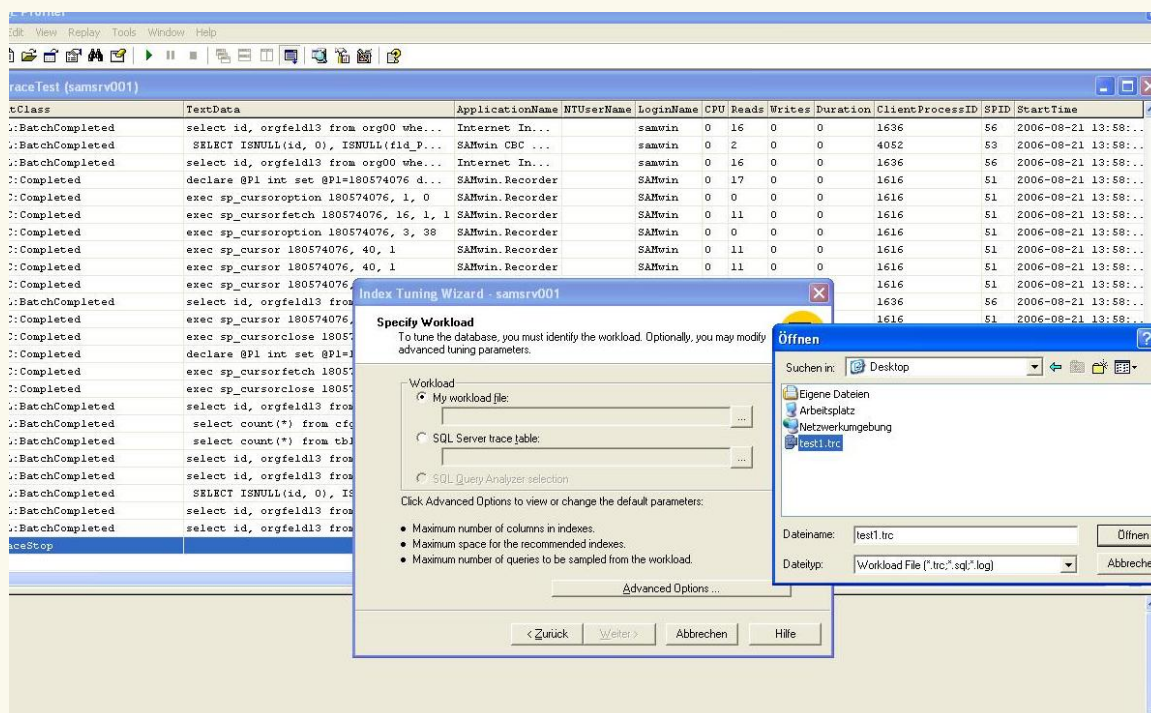 Edit View Replay Tools Window Help
raceTest (samsrv001)
tClass TextData ApplicationName NTUserName LoginName CPU Reads Writes Duration ClientProcessID SPID StartTime
L:BatchCompleted select id, orgfeld13 from org00 whe... Internet In... samwin 0 16 0 0 1636 56 2006-08-21 13:58:..
L:BatchCompleted SELECT ISNULL(id, 0), ISNULL(fld_P... SAMwin CBC ... samwin 0 2 0 0 4052 53 2006-08-21 13:58:..
L:BatchCompleted select id, orgfeld13 from org00 whe... Internet In... samwin 0 16 0 0 1636 56 2006-08-21 13:58:..
C:Completed declare @P1 int set @P1=180574076 d... SAMwin.Recorder SAMwin 0 17 0 0 1616 51 2006-08-21 13:58:..
C:Completed exec sp_cursoroption 180574076, 1, 0 SAMwin.Recorder SAMwin 0 0 0 0 1616 51 2006-08-21 13:58:..
C:Completed exec sp_cursorfetch 180574076, 16, 1, 1 SAMwin.Recorder SAMwin 0 11 0 0 1616 51 2006-08-21 13:58:..
C:Completed exec sp_cursoroption 180574076, 3, 38 SAMwin.Recorder SAMwin 0 0 0 0 1616 51 2006-08-21 13:58:..
C:Completed exec sp_cursor 180574076, 40, 1 SAMwin.Recorder SAMwin 0 11 0 0 1616 51 2006-08-21 13:58:..
C:Completed exec sp_cursor 180574076, 40, 1 SAMwin.Recorder SAMwin 0 11 0 0 1616 51 2006-08-21 13:58:..
C:Completed exec sp_cursor 180574076, 1616 51 2006-08-21 13:58:..
L:BatchCompleted select id, orgfeld13 from 1636 56 2006-08-21 13:58:..
C:Completed exec sp_cursor 180574076, 1616 51 2006-08-21 13:58:..
C:Completed exec sp_cursorclose 18057
C:Completed declare @P1 int set @P1=1
C:Completed exec sp_cursorfetch 18057
C:Completed exec sp_cursorclose 18057
L:BatchCompleted select id, orgfeld13 from
L:BatchCompleted select count(*) from cfg
L:BatchCompleted select count(*) from tbl
L:BatchCompleted select id, orgfeld13 from
L:BatchCompleted select id, orgfeld13 from
L:BatchCompleted SELECT ISNULL(id, 0), IS
L:BatchCompleted select id, orgfeld13 from
L:BatchCompleted select id, orgfeld13 from
aceStop
Index Tuning Wizard - samsrv001
Specify Workload
To tune the database, you must identify the workload. Optionally, you may modify
advanced tuning parameters.
Workload
My workload file:
...
SQL Server trace table:
...
SQL Query Analyzer selection
Click Advanced Options to view or change the default parameters:
• Maximum number of columns in indexes.
• Maximum space for the recommended indexes.
• Maximum number of queries to be sampled from the workload.
Advanced Options ...
< Zurück Weiter > Abbrechen Hilfe
Öffnen ?
Suchen in: Desktop
Eigene Dateien
Arbeitsplatz
Netzwerkumgebung
test1.trc
Dateiname: test1.trc Öffnen
Dateityp: Workload File (*.trc;*.sql;*.log) Abbreche